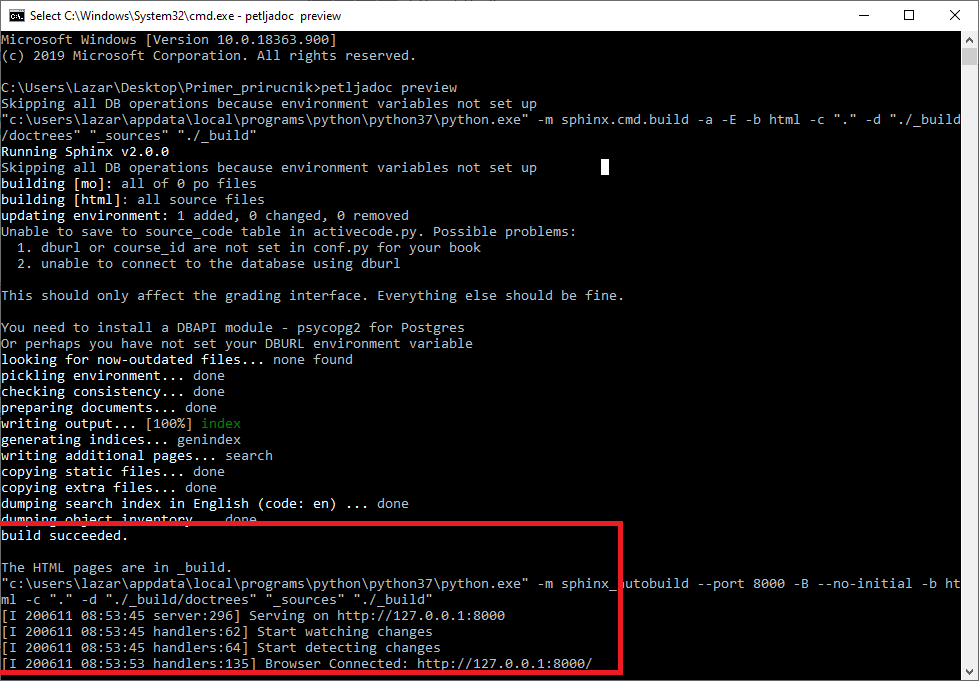 Select C:\Windows\System32\cmd.exe - petljadoc  preview
Microsoft Windows [Version 10.0.18363.900]
(c) 2019 Microsoft Corporation. All rights reserved.
C:\Users\Lazar\Desktop\Primer_prirucnik>petljadoc preview
Skipping all DB operations because environment variables not set up
"c:\users\lazar\appdata\local\programs\python\python37\python.exe" -m sphinx.cmd.build -a -E -b html -c "." -d "./_build
/doctrees" "_sources" "./_build"
Running Sphinx v2.0.0
Skipping all DB operations because environment variables not set up
building [mo]: all of 0 po files
building [html]: all source files
updating environment: 1 added, 0 changed, 0 removed
Unable to save to source_code table in activecode.py. Possible problems:
  1. dburl or course_id are not set in conf.py for your book
  2. unable to connect to the database using dburl
This should only affect the grading interface. Everything else should be fine.
You need to install a DBAPI module - psycopg2 for Postgres
Or perhaps you have not set your DBURL environment variable
looking for now-outdated files... none found
pickling environment... done
checking consistency... done
preparing documents... done
writing output... [100%] index
generating indices... genindex
writing additional pages... search
copying static files... done
copying extra files... done
dumping search index in English (code: en) ... done
dumping object inventory... done
build succeeded.
The HTML pages are in _build.
"c:\users\lazar\appdata\local\programs\python\python37\python.exe" -m sphinx_autobuild --port 8000 -B --no-initial -b ht
ml -c "." -d "./_build/doctrees" "_sources" "./_build"
[I 200611 08:53:45 server:296] Serving on http://127.0.0.1:8000
[I 200611 08:53:45 handlers:62] Start watching changes
[I 200611 08:53:45 handlers:64] Start detecting changes
[I 200611 08:53:53 handlers:135] Browser Connected: http://127.0.0.1:8000/